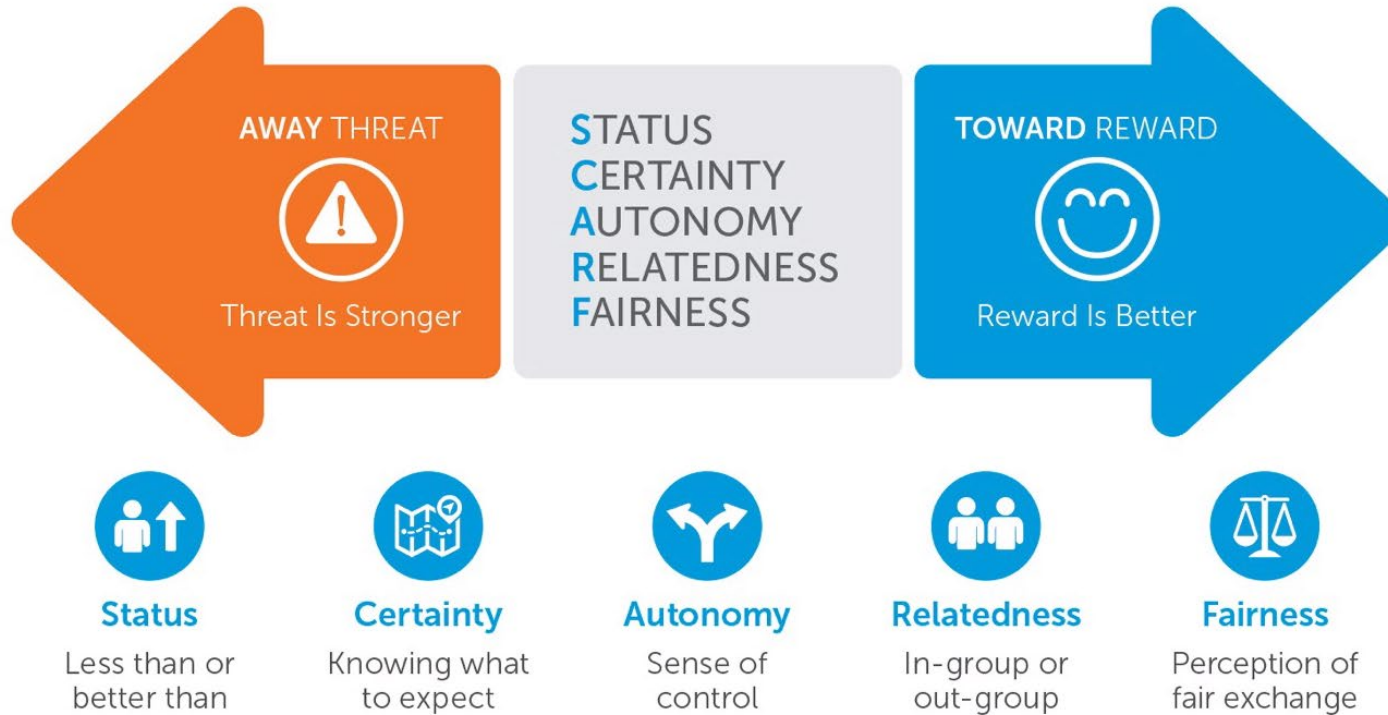 AWAY THREAT
Threat Is Stronger
STATUS
CERTAINTY
AUTONOMY
RELATEDNESS
FAIRNESS
TOWARD REWARD
Reward Is Better
Status
Less than or
better than
Certainty
Knowing what
to expect
Autonomy
Sense of
control
Relatedness
In-group or
out-group
Fairness
Perception of
fair exchange